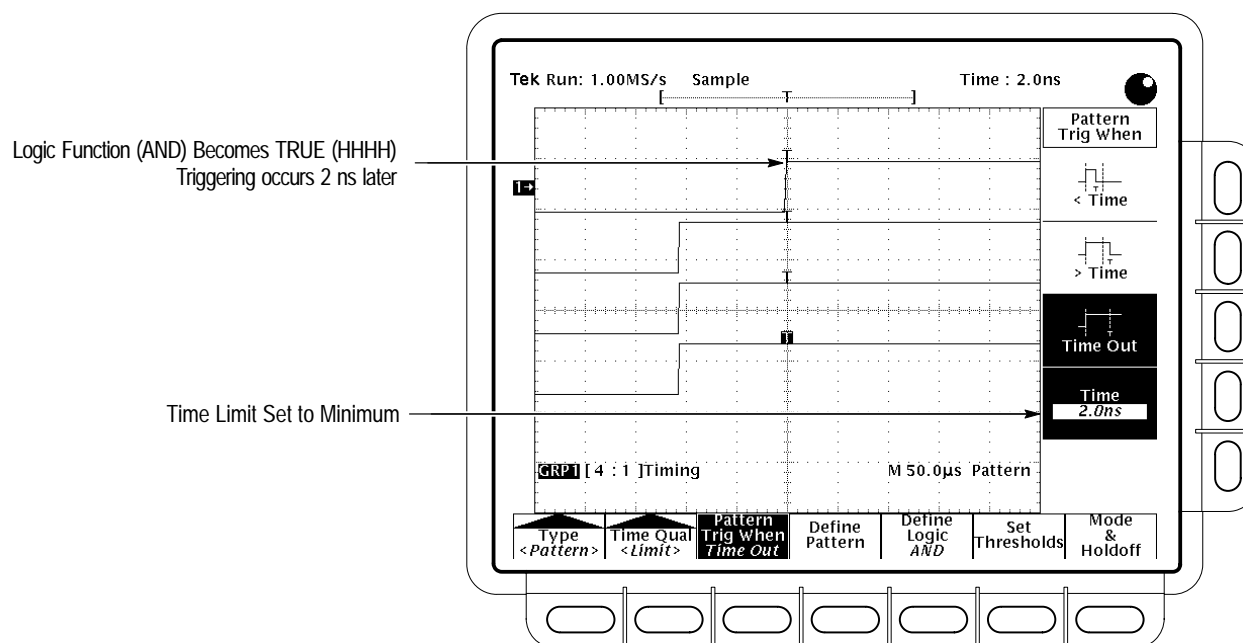 Tek Run: 1.00MS/s Sample Time : 2.0ns
[ T ]
Pattern
Trig When
Logic Function (AND) Becomes TRUE (HHHH)
Triggering occurs 2 ns later
1→
T
< Time
T
> Time
T
Time Out
Time Limit Set to Minimum
Time
2.0ns
GRP1 [ 4 : 1 ]Timing M 50.0µs Pattern
Type
<Pattern>
Time Qual
<Limit>
Pattern
Trig When
Time Out
Define
Pattern
Define
Logic
AND
Set
Thresholds
Mode
&
Holdoff